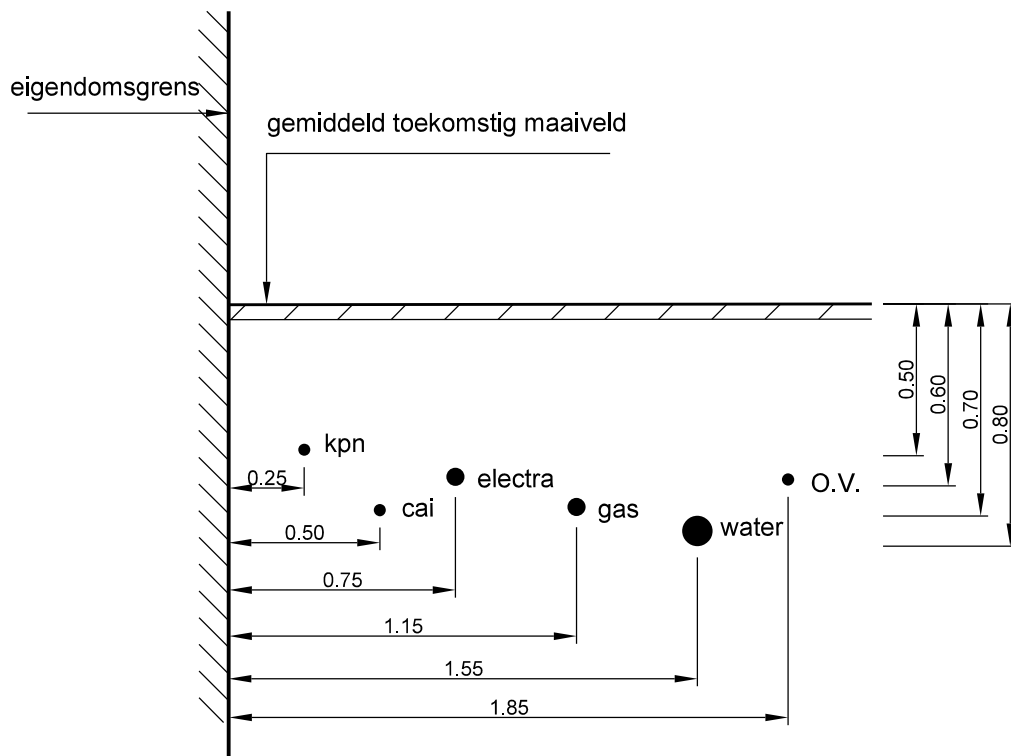 eigendomsgrens
gemiddeld toekomstig maaiveld
0.50
0.60
0.70
0.80
kpn
0.25
cai
electra
gas
water
O.V.
0.50
0.75
1.15
1.55
1.85